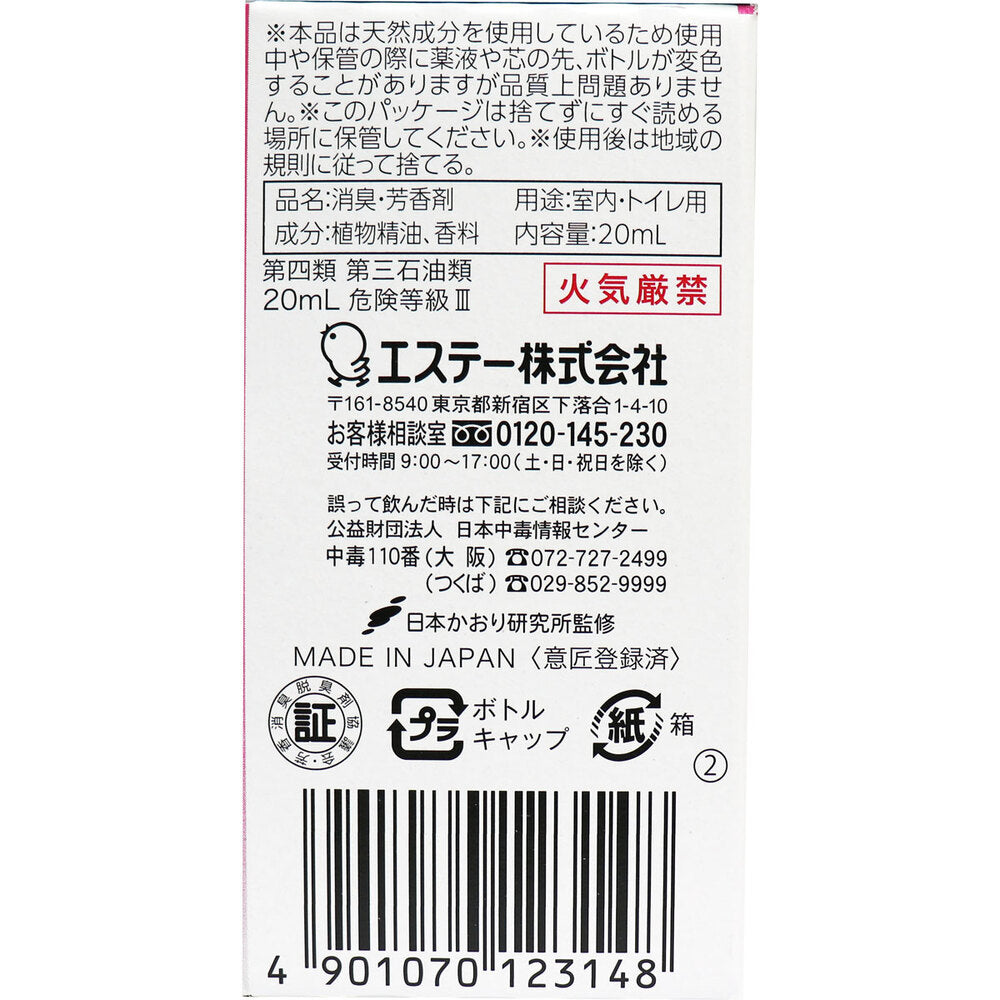 ※本品は天然成分を使用しているため使用
中や保管の際に薬液や芯の先、ボトルが変色
することがありますが品質上問題ありませ
ん。※このパッケージは捨てずにすぐ読める
場所に保管してください。※使用後は地域の
規則に従って捨てる。
品名:消臭・芳香剤 用途:室内・トイレ用
成分:植物精油、香料 内容量:20mL
第四類 第三石油類
20mL 危険等級Ⅲ
火気厳禁
エステー株式会社
〒161-8540 東京都新宿区下落合1-4-10
お客様相談室 0120-145-230
受付時間 9:00〜17:00(土・日・祝日を除く)
誤って飲んだ時は下記にご相談ください。
公益財団法人 日本中毒情報センター
中毒110番(大 阪)☎072-727-2499
(つくば)☎029-852-9999
日本かおり研究所監修
MADE IN JAPAN〈意匠登録済〉
芳香消臭脱臭剤協議会・
証
プラ
ボトル
キャップ
紙
箱
②
4 901070 123148